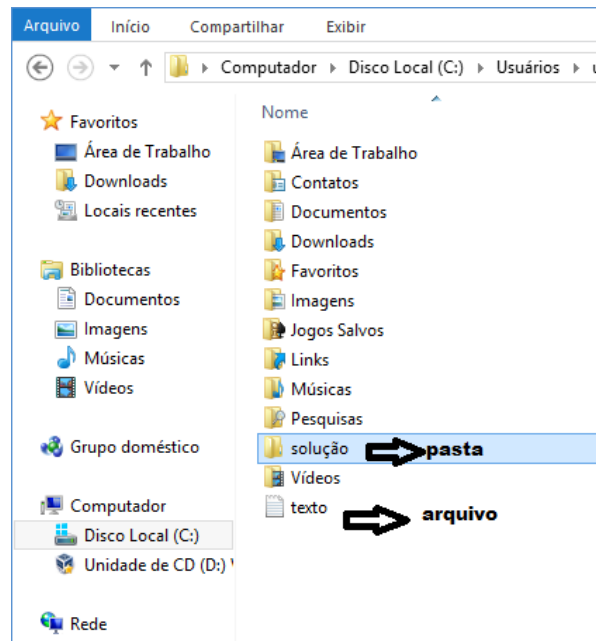 Arquivo Início Compartilhar Exibir
Computador Disco Local (C:) Usuários
Favoritos
Área de Trabalho
Downloads
Locais recentes
Bibliotecas
Documentos
Imagens
Músicas
Vídeos
Grupo doméstico
Computador
Disco Local (C:)
Unidade de CD (D:)
Rede
Nome
Área de Trabalho
Contatos
Documentos
Downloads
Favoritos
Imagens
Jogos Salvos
Links
Músicas
Pesquisas
solução pasta
Vídeos
texto arquivo